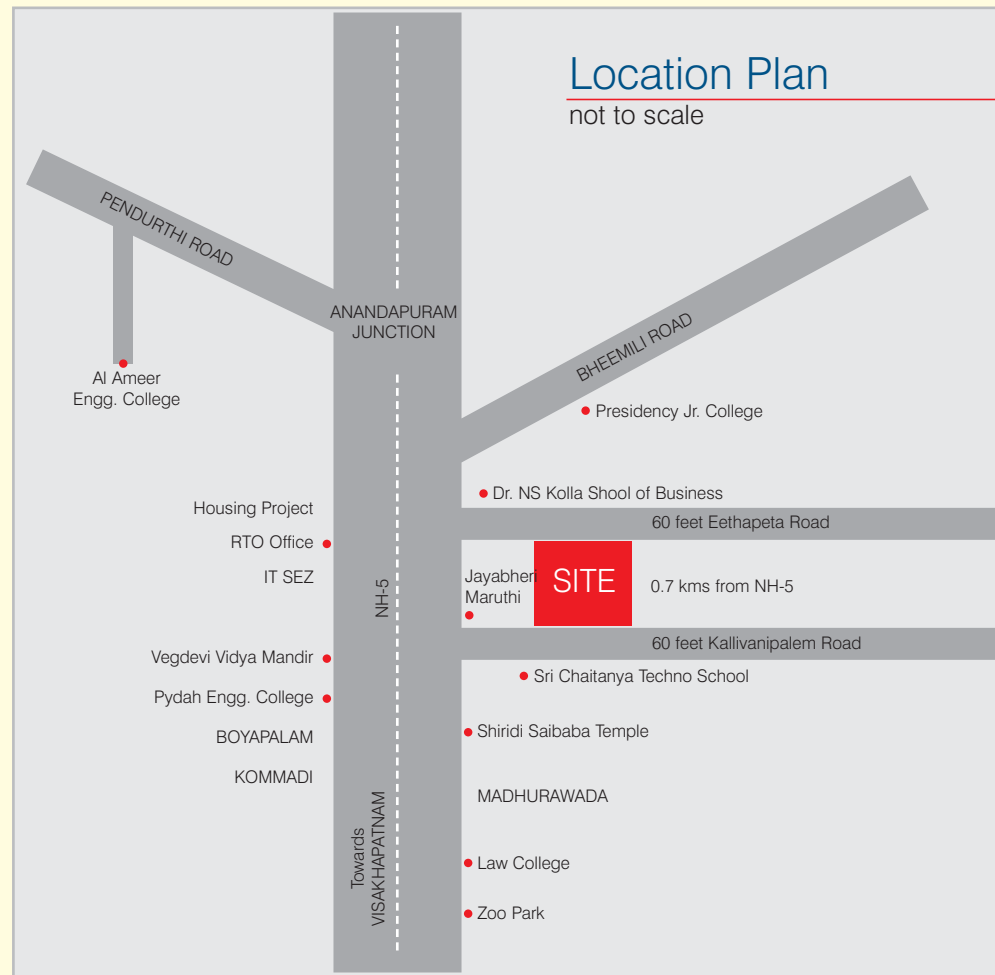 Location Plan
not to scale
PENDURTHI ROAD
ANANDAPURAM
JUNCTION
BHEEMILI ROAD
Al Ameer
Engg. College
Presidency Jr. College
Dr. NS Kolla Shool of Business
Housing Project
60 feet Eethapeta Road
RTO Office
IT SEZ
NH-5
Jayabheri
Maruthi
SITE
0.7 kms from NH-5
60 feet Kallivanipalem Road
Vegdevi Vidya Mandir
Sri Chaitanya Techno School
Pydah Engg. College
Shiridi Saibaba Temple
BOYAPALAM
KOMMADI
MADHURAWADA
Towards
VISAKHAPATNAM
Law College
Zoo Park